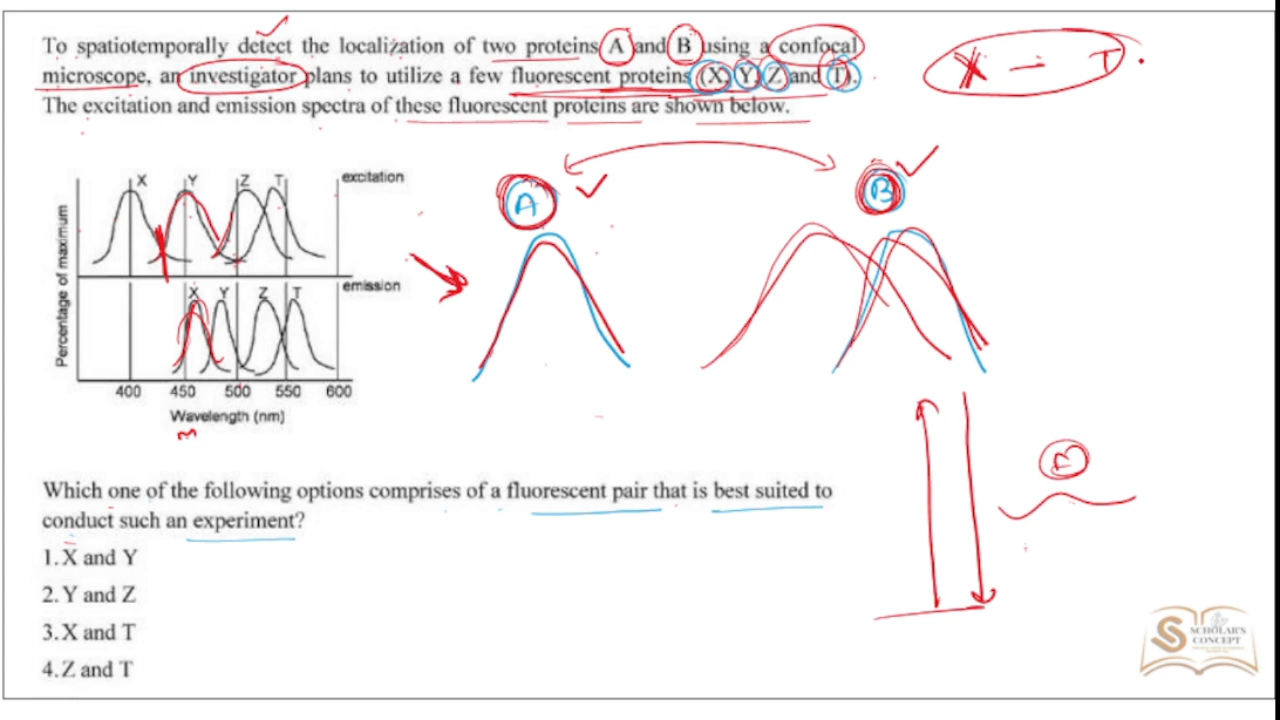 To spatiotemporally detect the localization of two proteins A and B using a confocal
microscope, an investigator plans to utilize a few fluorescent proteins (X, Y, Z and T).
The excitation and emission spectra of these fluorescent proteins are shown below.
X — T.
A
B
X Y Z T excitation
X Y Z T emission
Percentage of maximum
400 450 500 550 600
Wavelength (nm)
B
Which one of the following options comprises of a fluorescent pair that is best suited to
conduct such an experiment?
1. X and Y
2. Y and Z
3. X and T
4. Z and T
SCHOLAR'S
CONCEPT